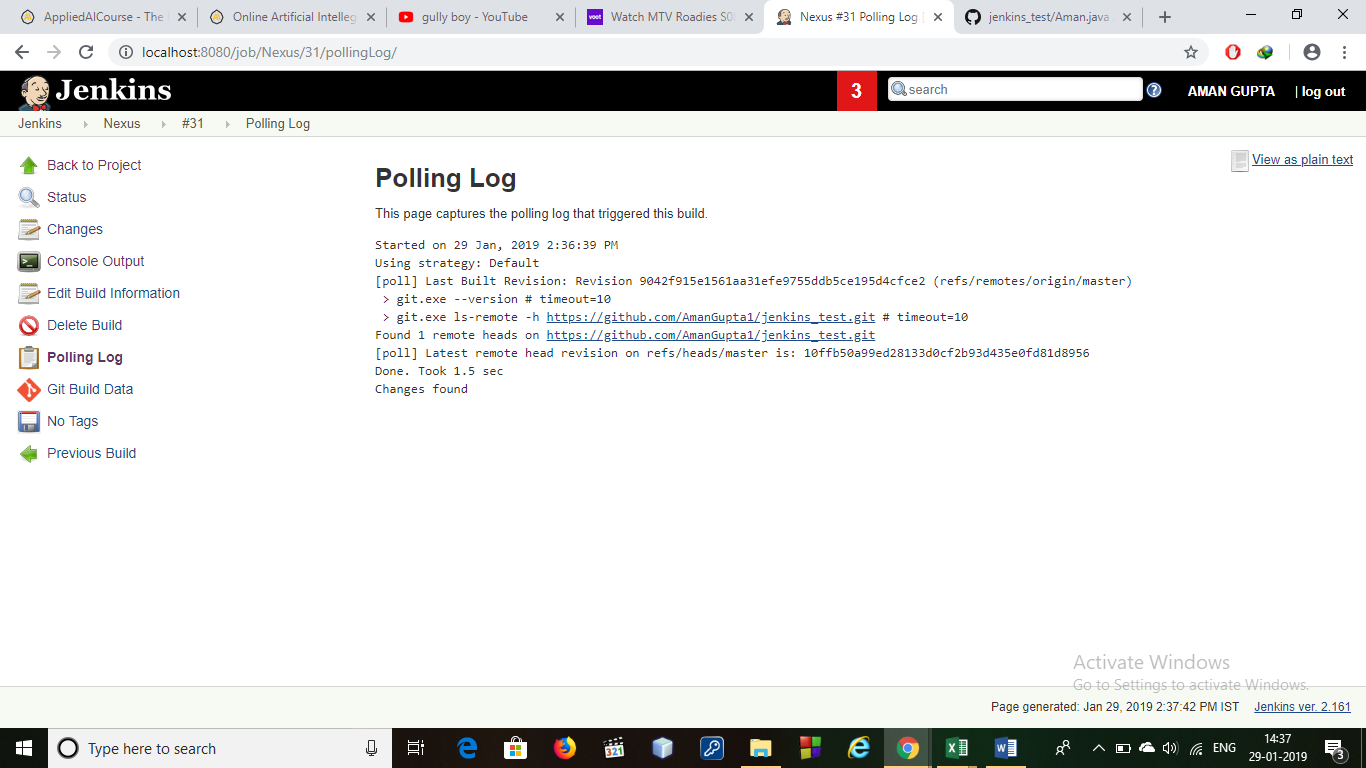 AppliedAICourse - The
Online Artificial Intelleg
gully boy - YouTube
voot
Watch MTV Roadies S0
Nexus #31 Polling Log
jenkins_test/Aman.java
localhost:8080/job/Nexus/31/pollingLog/
Jenkins
3
search
?
AMAN GUPTA
| log out
Jenkins
Nexus
#31
Polling Log
Back to Project
Status
Changes
Console Output
Edit Build Information
Delete Build
Polling Log
Git Build Data
No Tags
Previous Build
View as plain text
Polling Log
This page captures the polling log that triggered this build.
Started on 29 Jan, 2019 2:36:39 PM
Using strategy: Default
[poll] Last Built Revision: Revision 9042f915e1561aa31efe9755ddb5ce195d4cfce2 (refs/remotes/origin/master)
> git.exe --version # timeout=10
> git.exe ls-remote -h https://github.com/AmanGupta1/jenkins_test.git # timeout=10
Found 1 remote heads on https://github.com/AmanGupta1/jenkins_test.git
[poll] Latest remote head revision on refs/heads/master is: 10ffb50a99ed28133d0cf2b93d435e0fd81d8956
Done. Took 1.5 sec
Changes found
Activate Windows
Go to Settings to activate Windows.
Page generated: Jan 29, 2019 2:37:42 PM IST
Jenkins ver. 2.161
Type here to search
321
ENG
14:37
29-01-2019
3